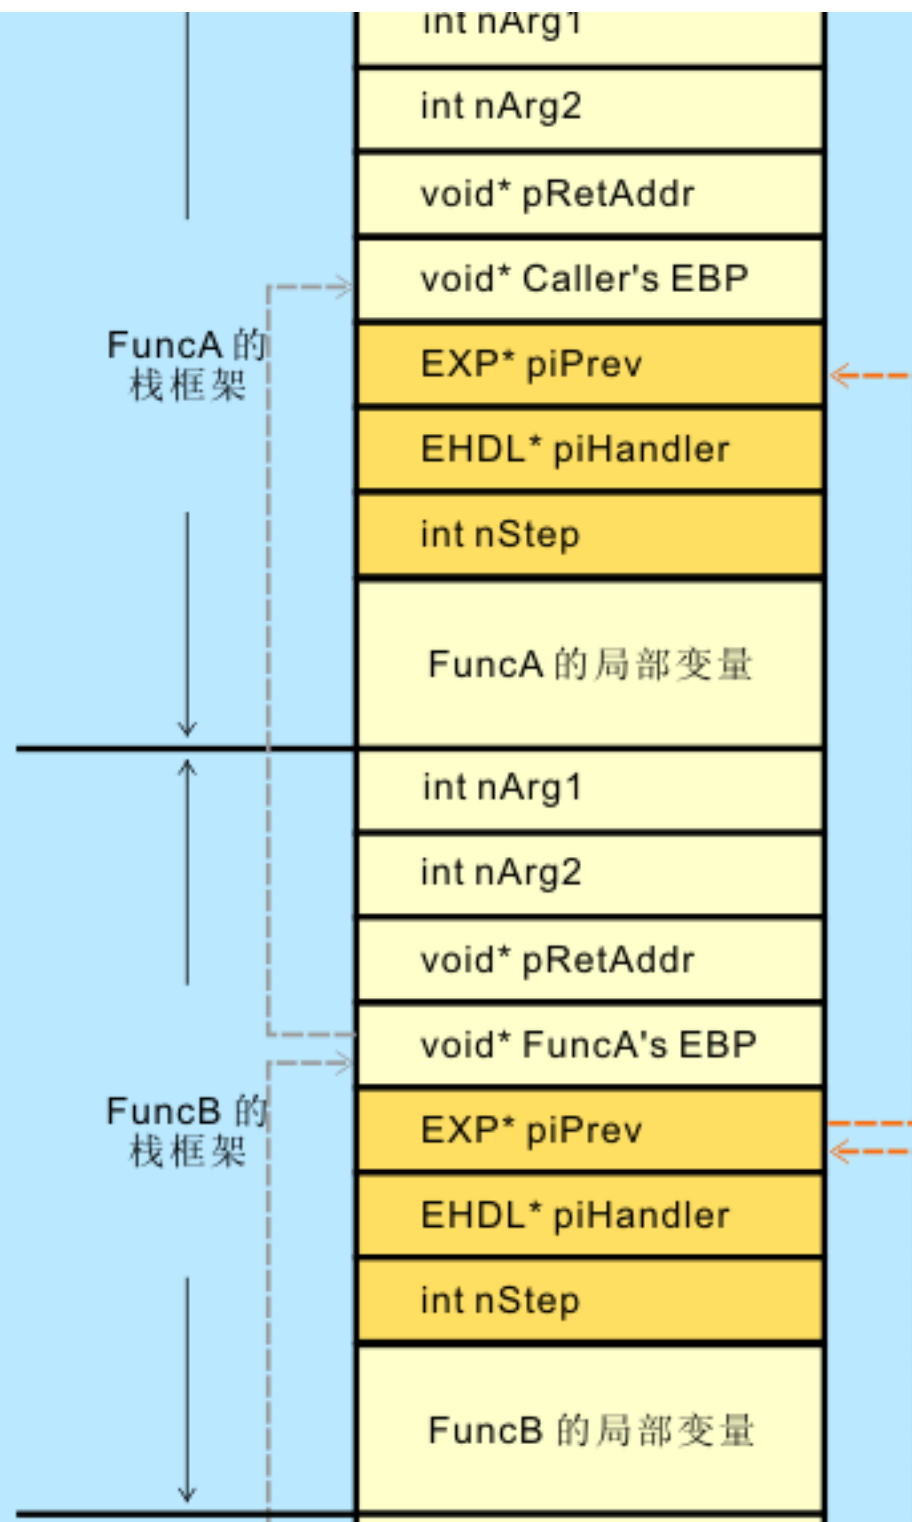 int nArg1
int nArg2
void* pRetAddr
void* Caller's EBP
FuncA 的
栈框架
EXP* piPrev
EHDL* piHandler
int nStep
FuncA 的局部变量
int nArg1
int nArg2
void* pRetAddr
void* FuncA's EBP
FuncB 的
栈框架
EXP* piPrev
EHDL* piHandler
int nStep
FuncB 的局部变量